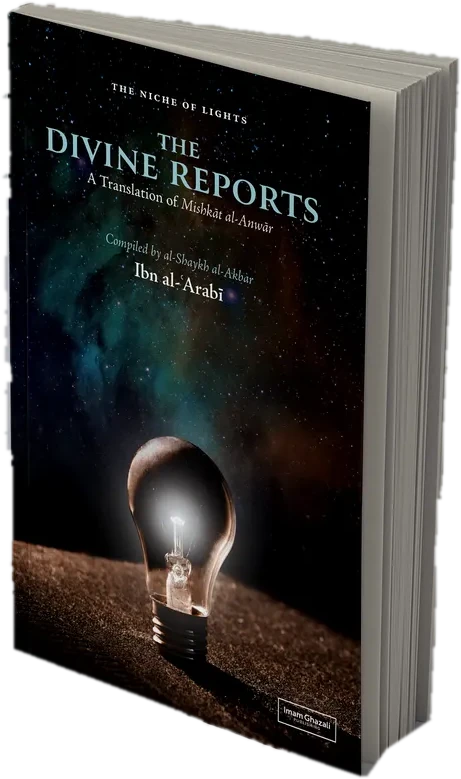 THE NICHE OF LIGHTS
THE
DIVINE REPORTS
A Translation of Mishkāt al-Anwār
Compiled by al-Shaykh al-Akbar
Ibn al-ʿArabī
Imam Ghazali
PUBLISHING